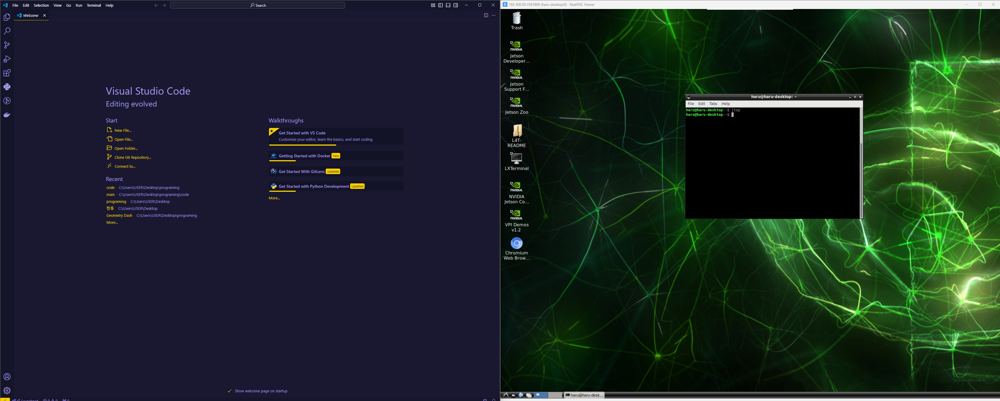 File Edit Selection View Go Run Terminal Help
Search
Welcome
Visual Studio Code
Editing evolved
Start
New File...
Open File...
Open Folder...
Clone Git Repository...
Connect to...
Recent
code C:\Users\USER\Desktop\programing
main C:\Users\USER\Desktop\programing\code
programing C:\Users\USER\Desktop
짬통 C:\Users\USER\Desktop
Geometry Dash C:\Users\USER\Desktop\programing
More...
Walkthroughs
Get Started with VS Code
Customize your editor, learn the basics, and start coding
Getting Started with Docker New
Get Started With GitLens Updated
Get Started with Python Development Updated
More...
Show welcome page on startup
Launchpad 0 0 0
192.168.50.159:5900 (haru-desktop:0) - RealVNC Viewer
Trash
NVIDIA.
Jetson
Developer...
NVIDIA.
Jetson
Support F...
NVIDIA.
Jetson Zoo
L4T-
README
LXTerminal
NVIDIA.
NVIDIA
Jetson Co...
NVIDIA.
VPI Demos
v1.2
Chromium
Web Brow...
haru@haru-desktop: ~
File Edit Tabs Help
haru@haru-desktop:~$ jtop
haru@haru-desktop:~$
haru@haru-desk...